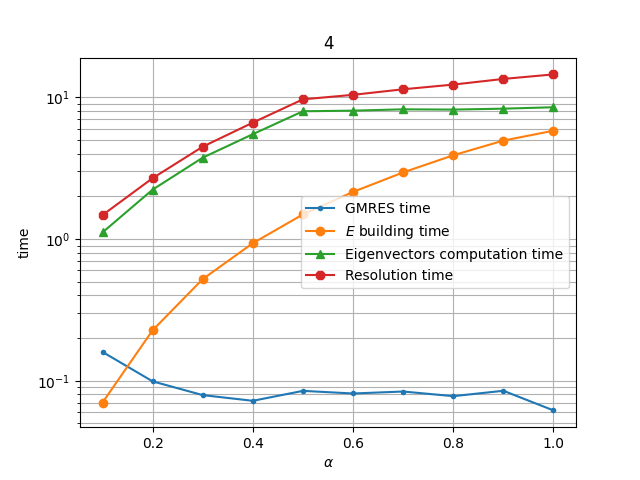 4
time
10¹
10⁰
10⁻¹
GMRES time
E building time
Eigenvectors computation time
Resolution time
0.2 0.4 0.6 0.8 1.0
α